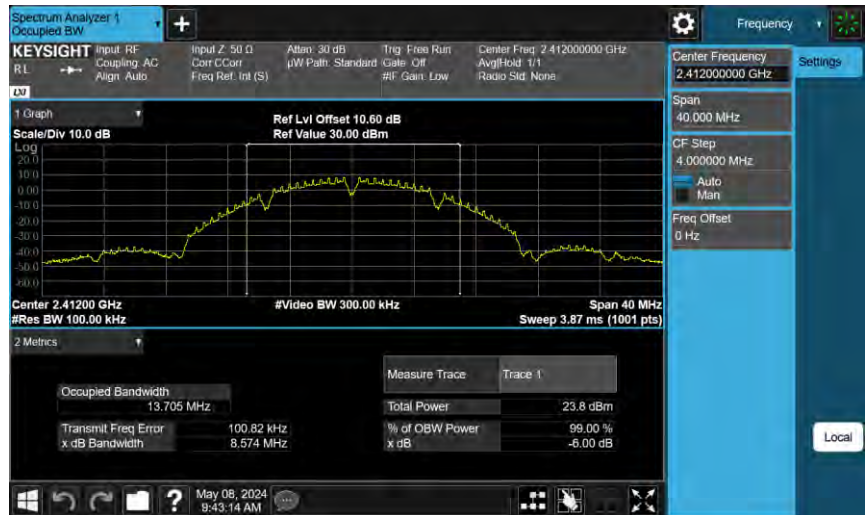 Spectrum Analyzer 1
Occupied BW
Frequency
KEYSIGHT
RL
Input: RF
Coupling: AC
Align: Auto
Input Z: 50 Ω
Corr CCorr
Freq Ref: Int (S)
Atten: 30 dB
µW Path: Standard
Trig: Free Run
Gate: Off
#IF Gain: Low
Center Freq: 2.412000000 GHz
Avg|Hold: 1/1
Radio Std: None
LXI
1 Graph
Scale/Div 10.0 dB
Ref Lvl Offset 10.60 dB
Ref Value 30.00 dBm
Log
20.0
10.0
0.00
-10.0
-20.0
-30.0
-40.0
-50.0
-60.0
Center 2.41200 GHz
#Res BW 100.00 kHz
#Video BW 300.00 kHz
Span 40 MHz
Sweep 3.87 ms (1001 pts)
2 Metrics
Measure Trace
Trace 1
Occupied Bandwidth
13.705 MHz
Total Power
23.8 dBm
Transmit Freq Error
100.82 kHz
% of OBW Power
99.00 %
x dB Bandwidth
8.574 MHz
x dB
-6.00 dB
Center Frequency
2.412000000 GHz
Settings
Span
40.000 MHz
CF Step
4.000000 MHz
Auto
Man
Freq Offset
0 Hz
Local
?
May 08, 2024
9:43:14 AM